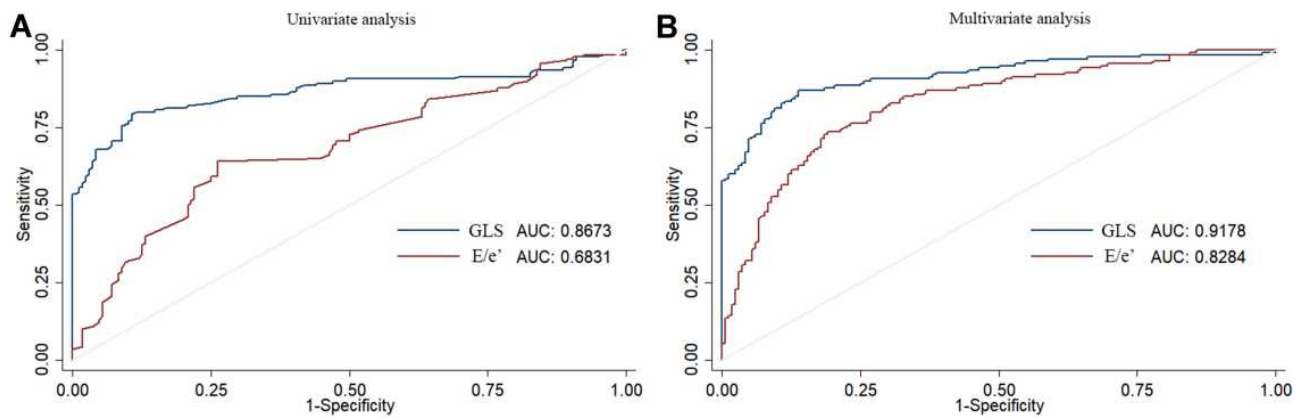 A
Univariate analysis
Sensitivity
1.00
0.75
0.50
0.25
0.00
GLS AUC: 0.8673
E/e’ AUC: 0.6831
0.00 0.25 0.50 0.75 1.00
1-Specificity
B
Multivariate analysis
Sensitivity
1.00
0.75
0.50
0.25
0.00
GLS AUC: 0.9178
E/e’ AUC: 0.8284
0.00 0.25 0.50 0.75 1.00
1-Specificity